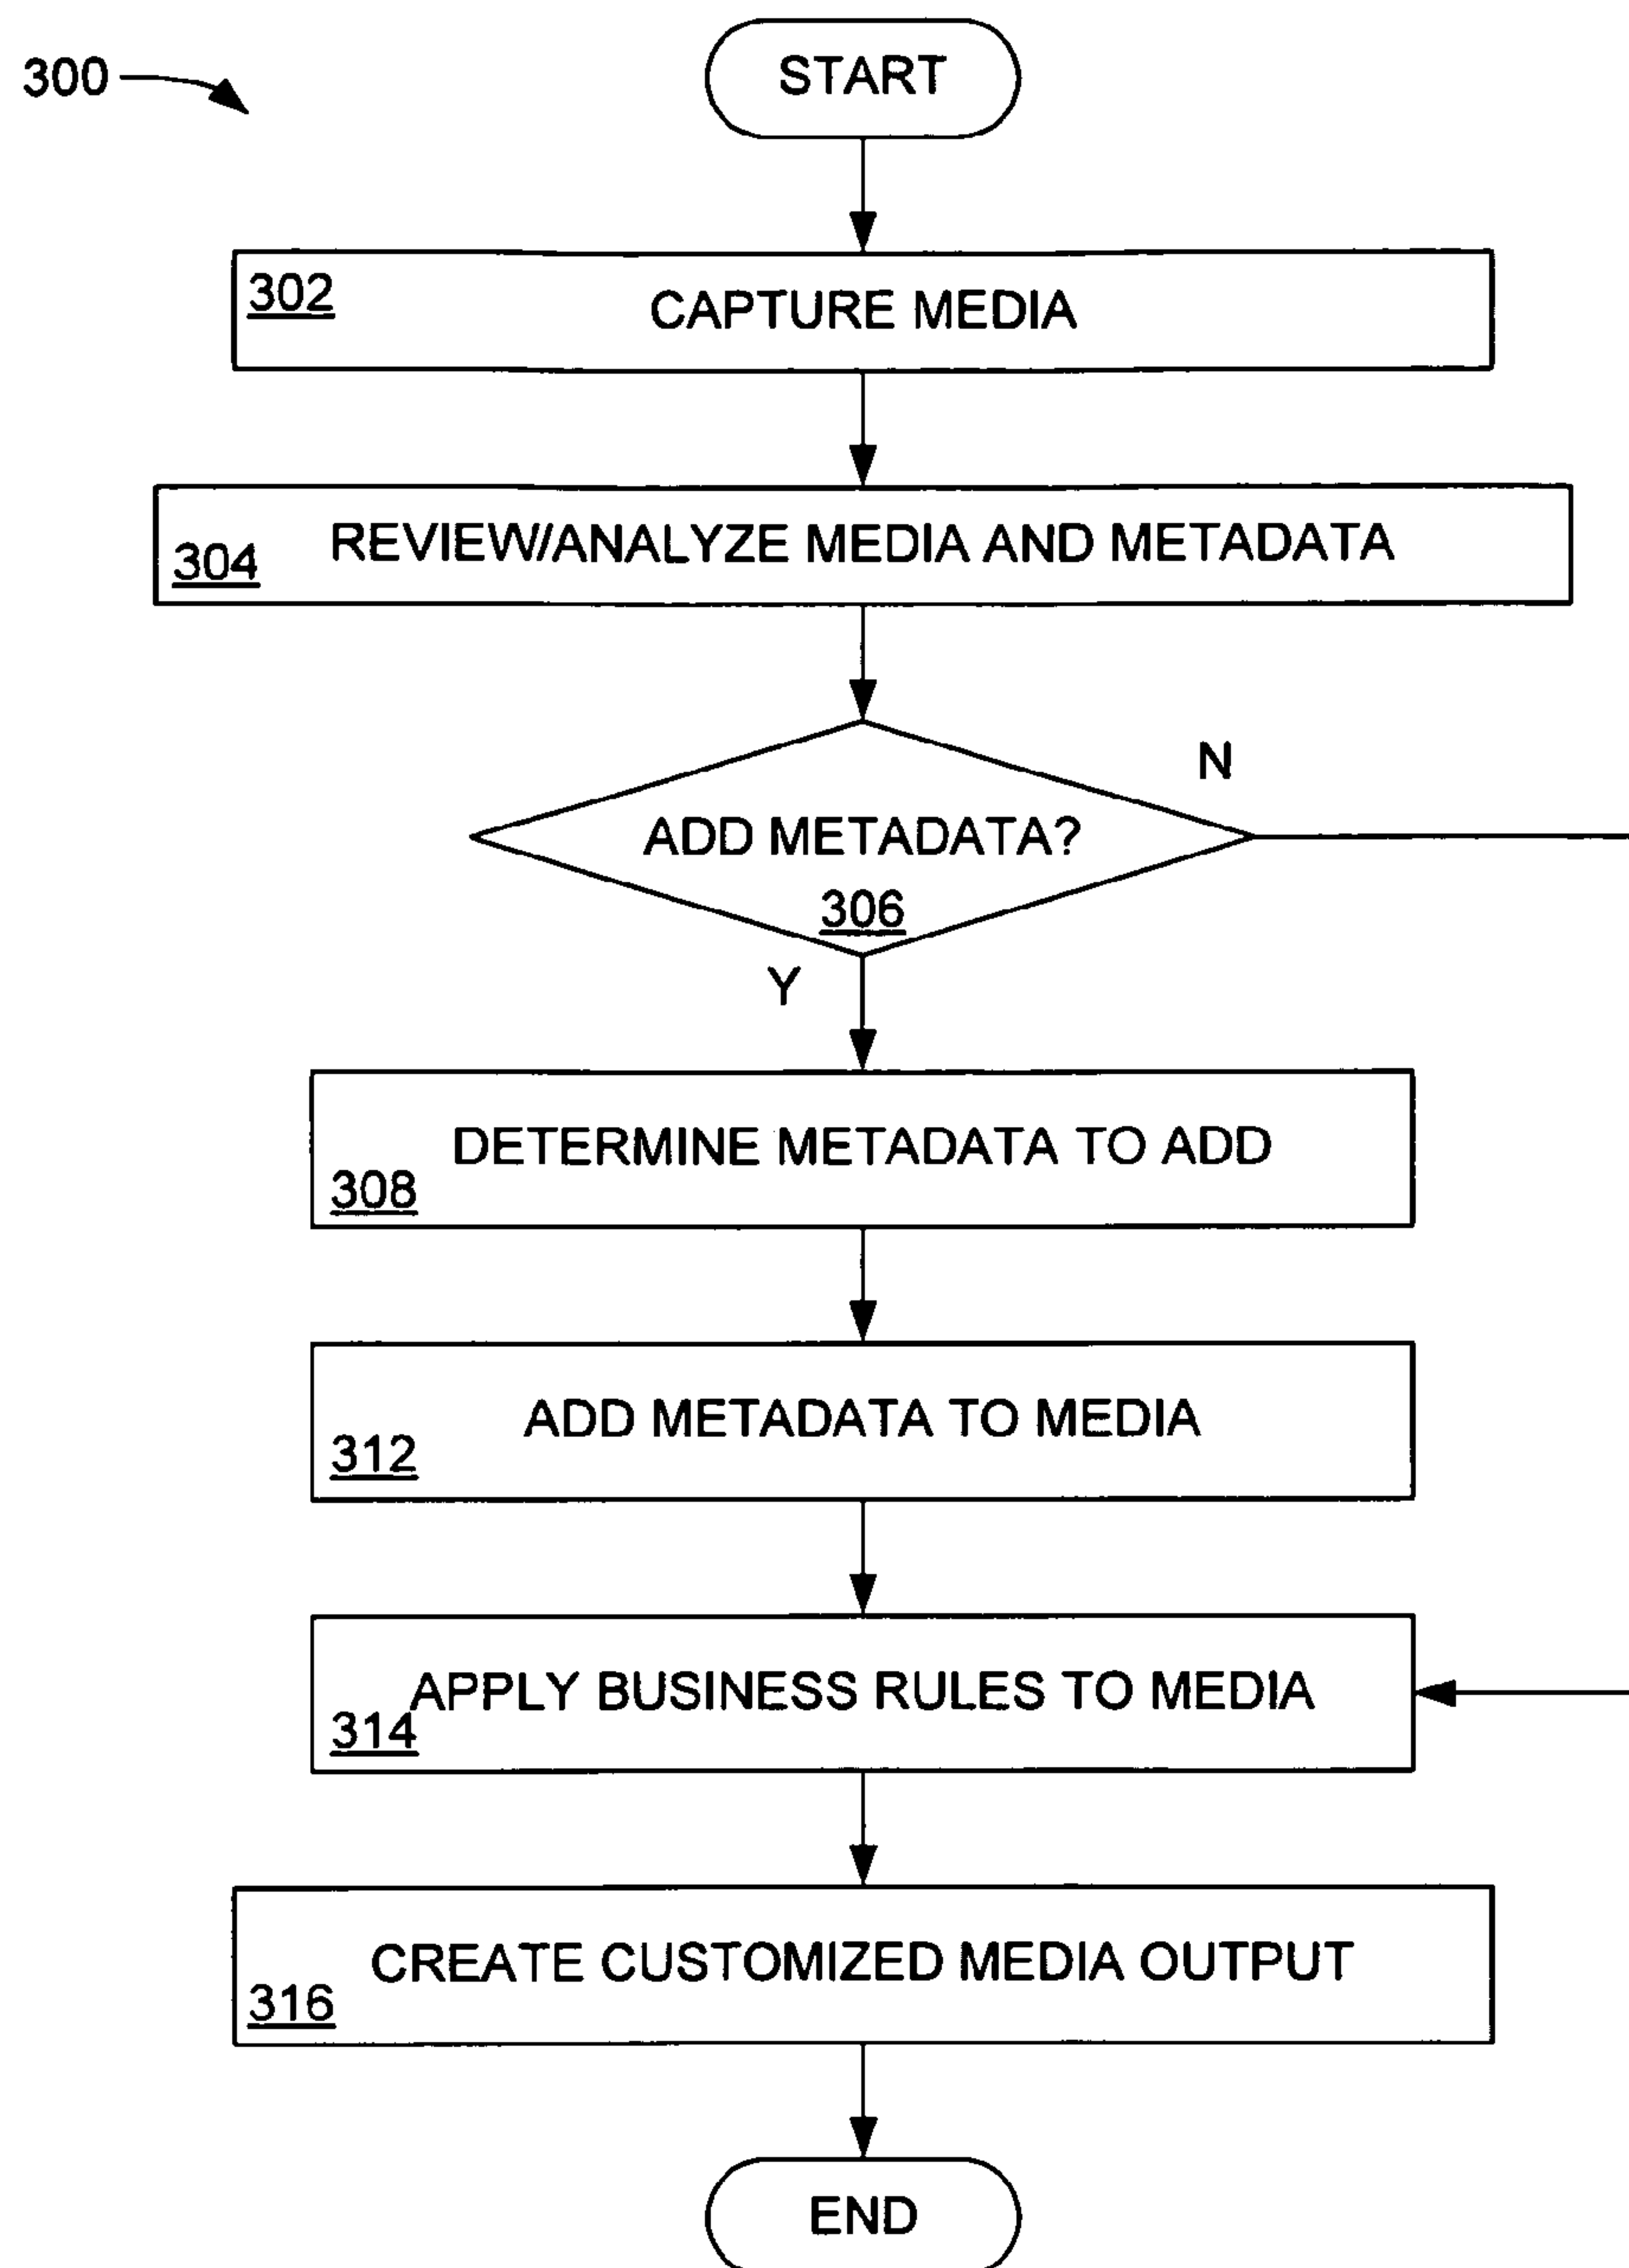 300
START
302
CAPTURE MEDIA
REVIEW/ANALYZE MEDIA AND METADATA
304
N
ADD METADATA?
306
Y
DETERMINE METADATA TO ADD
308
ADD METADATA TO MEDIA
312
APPLY BUSINESS RULES TO MEDIA
314
CREATE CUSTOMIZED MEDIA OUTPUT
316
END